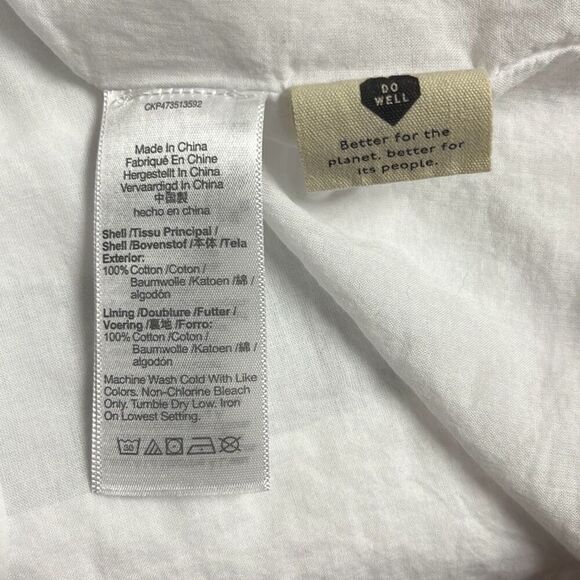 CKP473513592
Made In China
Fabriqué En Chine
Hergestellt In China
Vervaardigd In China
中国製
hecho en china
Shell /Tissu Principal /
Shell /Bovenstof /本体 /Tela
Exterior:
100% Cotton /Coton /
Baumwolle /Katoen /綿 /
algodón
Lining /Doublure /Futter /
Voering /裏地 /Forro:
100% Cotton /Coton /
Baumwolle /Katoen /綿 /
algodón
Machine Wash Cold With Like
Colors. Non-Chlorine Bleach
Only. Tumble Dry Low. Iron
On Lowest Setting.
30
DO
WELL
Better for the
planet, better for
its people.